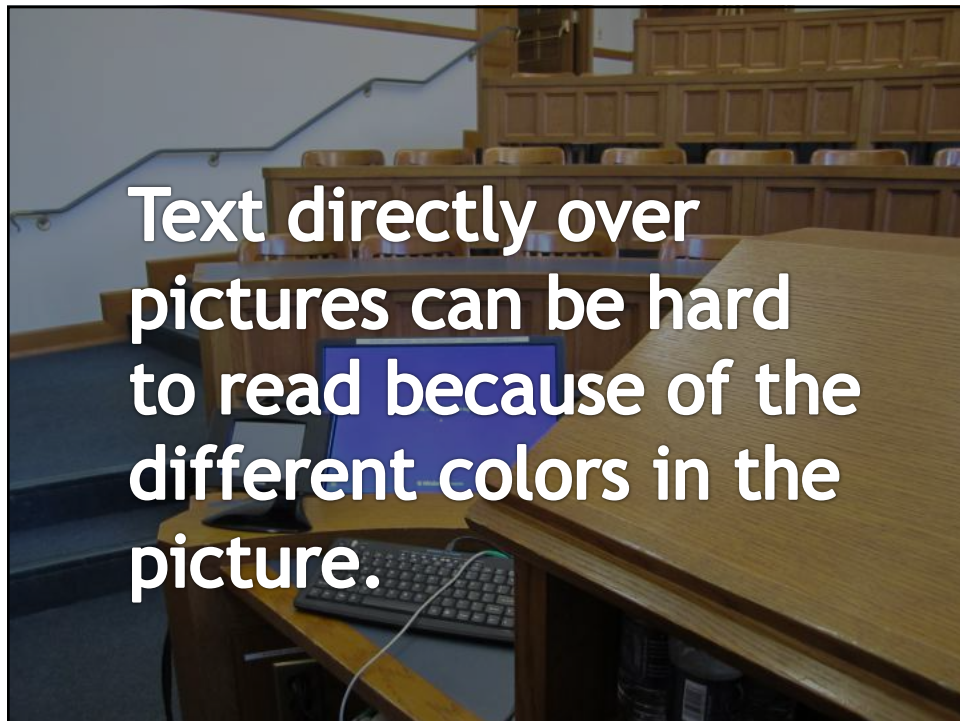 Text directly over
pictures can be hard
to read because of the
different colors in the
picture.